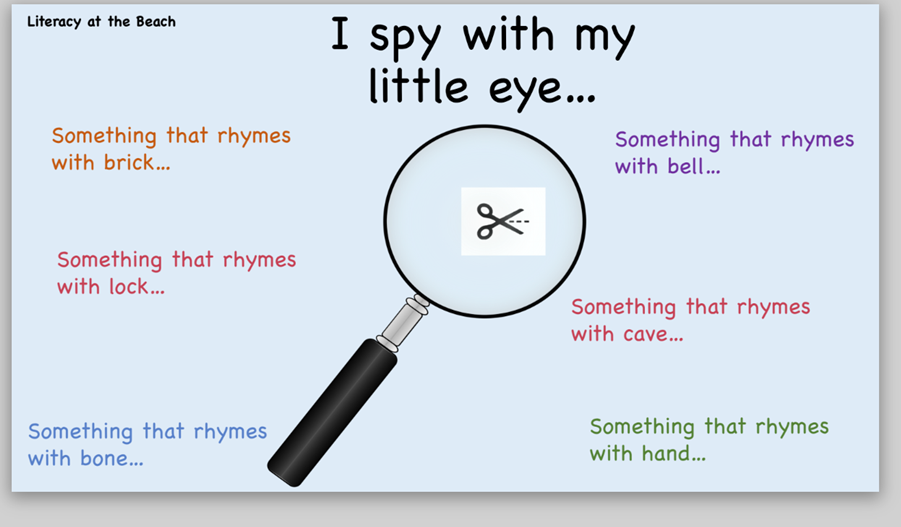 Literacy at the Beach
I spy with my
little eye...
Something that rhymes
with brick...
Something that rhymes
with bell...
Something that rhymes
with lock...
Something that rhymes
with cave...
Something that rhymes
with bone...
Something that rhymes
with hand...